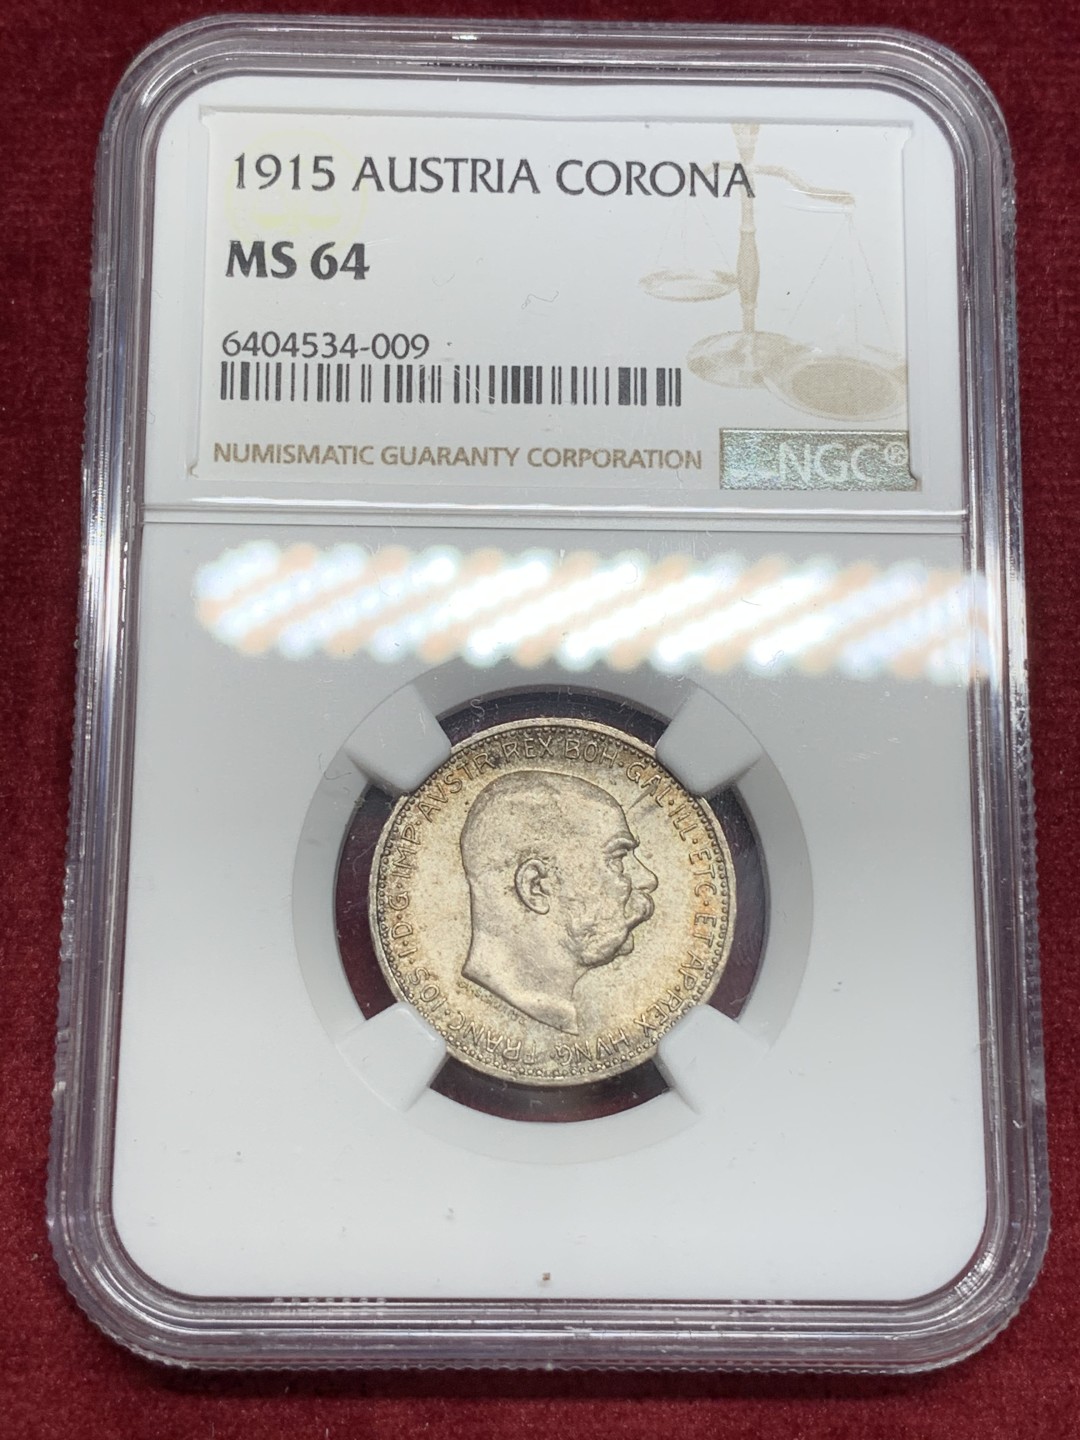 1915 AUSTRIA CORONA
MS 64
6404534-009
NUMISMATIC GUARANTY CORPORATION
NGC®
FRANC·IOS·I·D·G·IMP·AVSTR·REX BOH·GAL·ILL·ETC·ET AP·REX HVNG·